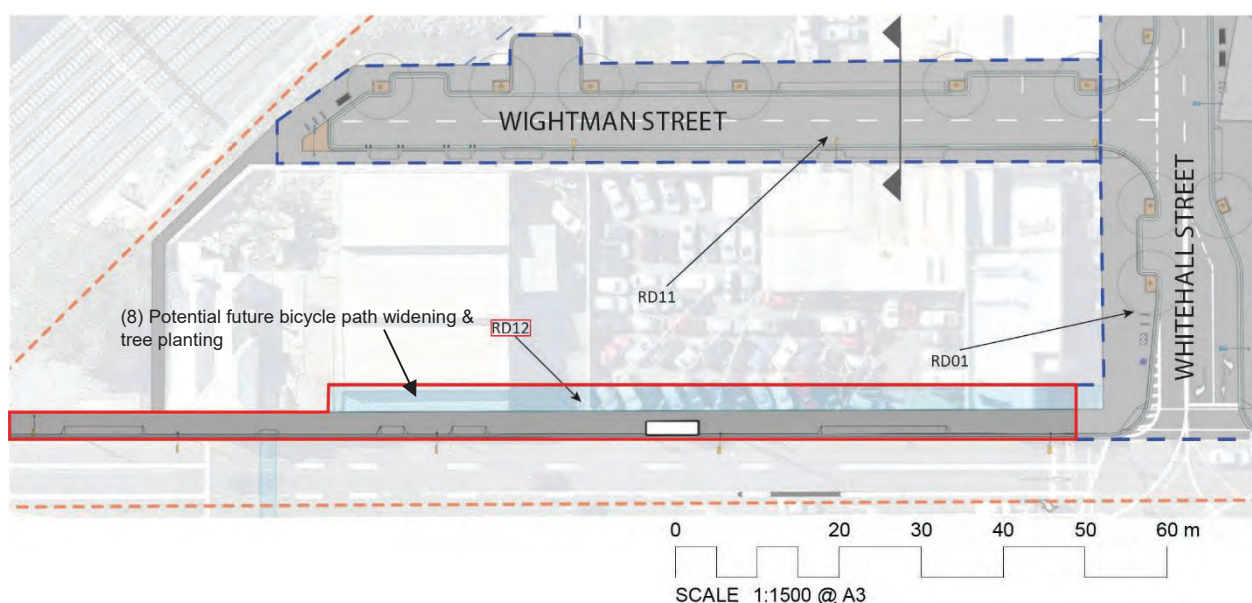 WIGHTMAN STREET
WHITEHALL STREET
RD11
(8) Potential future bicycle path widening &
tree planting
RD12
RD01
0 20 30 40 50 60 m
SCALE 1:1500 @ A3